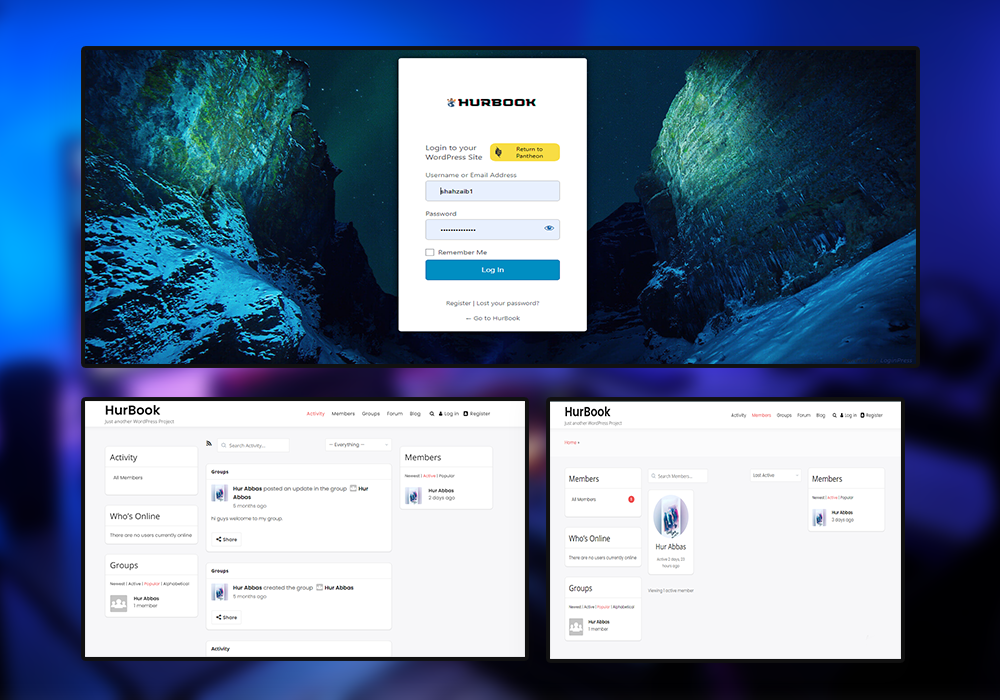 HURBOOK
Login to your
WordPress Site
Return to
Pantheon
Username or Email Address
shahzaib1
Password
••••••••••••••
Remember Me
Log In
Register | Lost your password?
← Go to HurBook
LoginPress
HurBook
Just another WordPress Project
Activity Members Groups Forum Blog Log In Register
Activity
All Members
Who's Online
There are no users currently online
Groups
Newest | Active | Popular | Alphabetical
Hur Abbas
1 member
Search Activity...
-- Everything --
Groups
Hur Abbas posted an update in the group Hur
Abbas
5 months ago
hi guys welcome to my group.
Share
Groups
Hur Abbas created the group Hur Abbas
5 months ago
Share
Activity
Members
Newest | Active | Popular
Hur Abbas
2 days ago
HurBook
Just another WordPress Project
Activity Members Groups Forum Blog Log In Register
Home »
Members
All Members
Who's Online
There are no users currently online
Groups
Newest | Active | Popular | Alphabetical
Hur Abbas
1 member
Search Members...
Last Active
Hur Abbas
Active 2 days, 23
hours ago
Viewing 1 active member
Members
Newest | Active | Popular
Hur Abbas
2 days ago